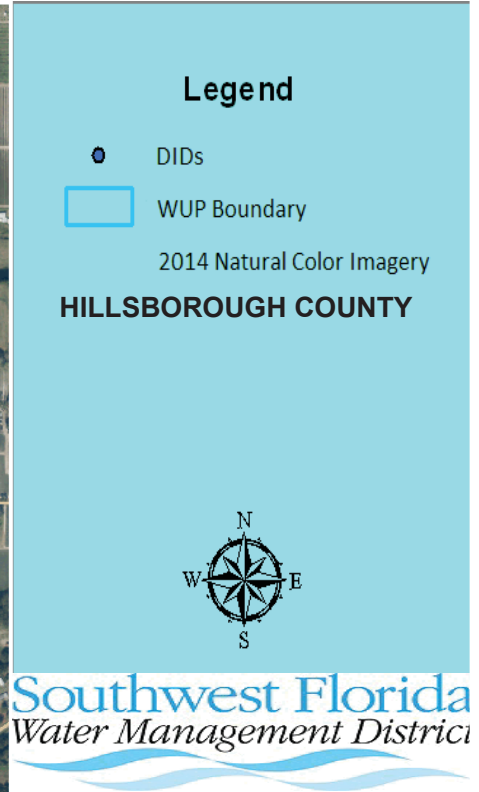 Legend
DIDs
WUP Boundary
2014 Natural Color Imagery
HILLSBOROUGH COUNTY
N
W E
S
Southwest Florida
Water Management District